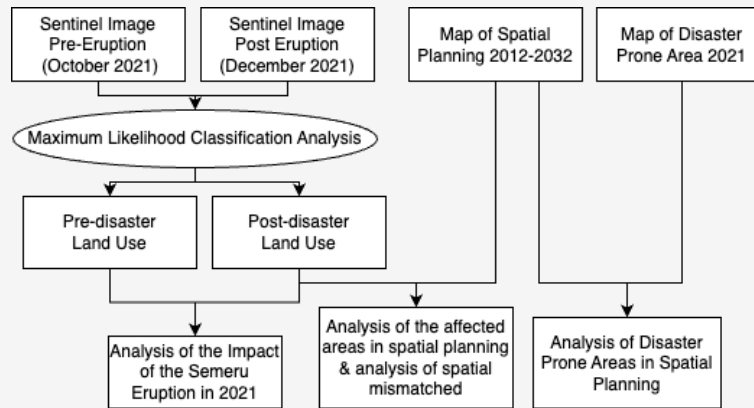 Sentinel Image
Pre-Eruption
(October 2021)
Sentinel Image
Post Eruption
(December 2021)
Map of Spatial
Planning 2012-2032
Map of Disaster
Prone Area 2021
Maximum Likelihood Classification Analysis
Pre-disaster
Land Use
Post-disaster
Land Use
Analysis of the Impact
of the Semeru
Eruption in 2021
Analysis of the affected
areas in spatial planning
& analysis of spatial
mismatched
Analysis of Disaster
Prone Areas in Spatial
Planning